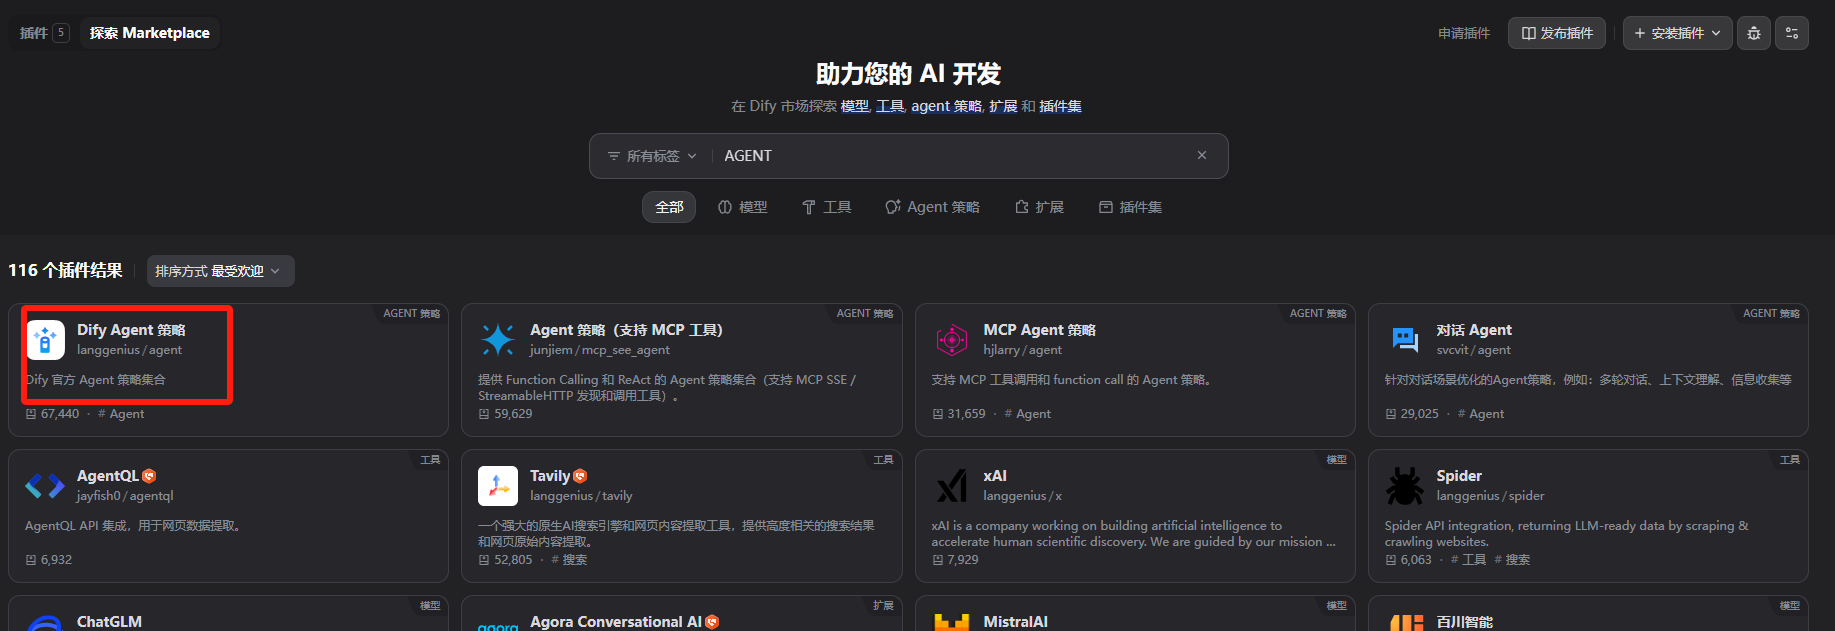 插件 5 探索 Marketplace
申请插件 发布插件 安装插件
助力您的 AI 开发
在 Dify 市场探索 模型, 工具, agent 策略, 扩展 和 插件集
所有标签 AGENT
全部 模型 工具 Agent 策略 扩展 插件集
116 个插件结果 排序方式 最受欢迎
AGENT 策略
Dify Agent 策略
langgenius / agent
Dify 官方 Agent 策略集合
67,440 · # Agent
AGENT 策略
Agent 策略（支持 MCP 工具）
junjiem / mcp_see_agent
提供 Function Calling 和 ReAct 的 Agent 策略集合（支持 MCP SSE /
StreamableHTTP 发现和调用工具）。
59,629
AGENT 策略
MCP Agent 策略
hjlarry / agent
支持 MCP 工具调用和 function call 的 Agent 策略。
31,659 · # Agent
AGENT 策略
对话 Agent
svcvit / agent
针对对话场景优化的Agent策略，例如：多轮对话、上下文理解、信息收集等
29,025 · # Agent
工具
AgentQL
jayfish0 / agentql
AgentQL API 集成，用于网页数据提取。
6,932
工具
Tavily
langgenius / tavily
一个强大的原生AI搜索引擎和网页内容提取工具，提供高度相关的搜索结果
和网页原始内容提取。
52,805 · # 搜索
模型
xAI
langgenius / x
xAI is a company working on building artificial intelligence to
accelerate human scientific discovery. We are guided by our mission ...
7,929
工具
Spider
langgenius / spider
Spider API integration, returning LLM-ready data by scraping &
crawling websites.
6,063 · # 工具 # 搜索
模型
ChatGLM
扩展
Agora Conversational AI
agora
模型
MistralAI
模型
百川智能